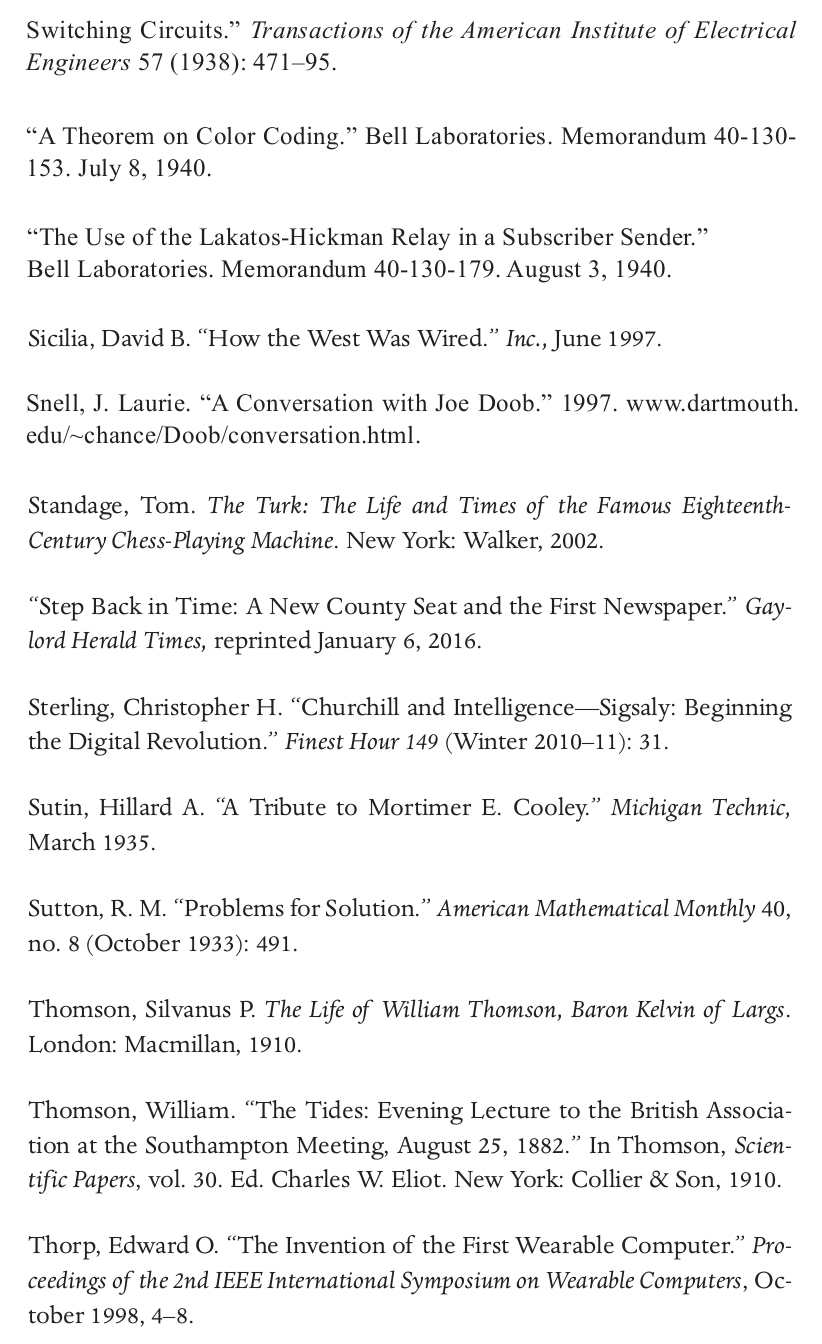 Switching Circuits.” Transactions of the American Institute of Electrical
Engineers 57 (1938): 471–95.
“A Theorem on Color Coding.” Bell Laboratories. Memorandum 40-130-
153. July 8, 1940.
“The Use of the Lakatos-Hickman Relay in a Subscriber Sender.”
Bell Laboratories. Memorandum 40-130-179. August 3, 1940.
Sicilia, David B. “How the West Was Wired.” Inc., June 1997.
Snell, J. Laurie. “A Conversation with Joe Doob.” 1997. www.dartmouth.
edu/~chance/Doob/conversation.html.
Standage, Tom. The Turk: The Life and Times of the Famous Eighteenth-
Century Chess-Playing Machine. New York: Walker, 2002.
“Step Back in Time: A New County Seat and the First Newspaper.” Gay-
lord Herald Times, reprinted January 6, 2016.
Sterling, Christopher H. “Churchill and Intelligence—Sigsaly: Beginning
the Digital Revolution.” Finest Hour 149 (Winter 2010–11): 31.
Sutin, Hillard A. “A Tribute to Mortimer E. Cooley.” Michigan Technic,
March 1935.
Sutton, R. M. “Problems for Solution.” American Mathematical Monthly 40,
no. 8 (October 1933): 491.
Thomson, Silvanus P. The Life of William Thomson, Baron Kelvin of Largs.
London: Macmillan, 1910.
Thomson, William. “The Tides: Evening Lecture to the British Associa-
tion at the Southampton Meeting, August 25, 1882.” In Thomson, Scien-
tific Papers, vol. 30. Ed. Charles W. Eliot. New York: Collier & Son, 1910.
Thorp, Edward O. “The Invention of the First Wearable Computer.” Pro-
ceedings of the 2nd IEEE International Symposium on Wearable Computers, Oc-
tober 1998, 4–8.